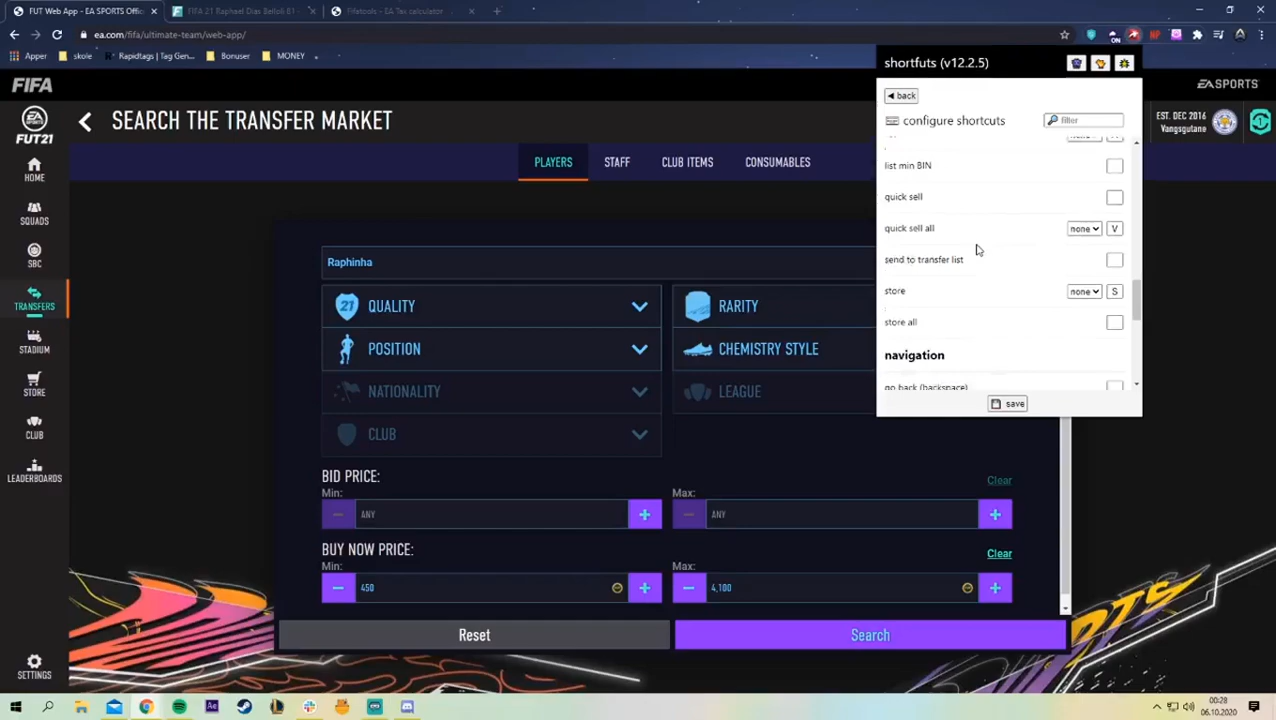 FUT Web App - EA SPORTS Offic
FIFA 21 Raphael Dias Belloli 81
Fifatools - EA Tax calculator
ea.com/fifa/ultimate-team/web-app/
Apper
skole
Rapidtags | Tag Gen...
Bonuser
MONEY
ON
FIFA
EA SPORTS
EA
FUT21
SEARCH THE TRANSFER MARKET
EST. DEC 2016
Vangsgutane
HOME
SQUADS
SBC
TRANSFERS
STADIUM
STORE
CLUB
LEADERBOARDS
SETTINGS
PLAYERS
STAFF
CLUB ITEMS
CONSUMABLES
Raphinha
21
QUALITY
RARITY
POSITION
CHEMISTRY STYLE
NATIONALITY
LEAGUE
CLUB
BID PRICE:
Clear
Min:
Max:
ANY
ANY
BUY NOW PRICE:
Clear
Min:
Max:
450
4,100
Reset
Search
shortfuts (v12.2.5)
◀ back
configure shortcuts
filter
list min BIN
quick sell
quick sell all
none
V
send to transfer list
store
none
S
store all
navigation
go back (backspace)
save
00:28
06.10.2020